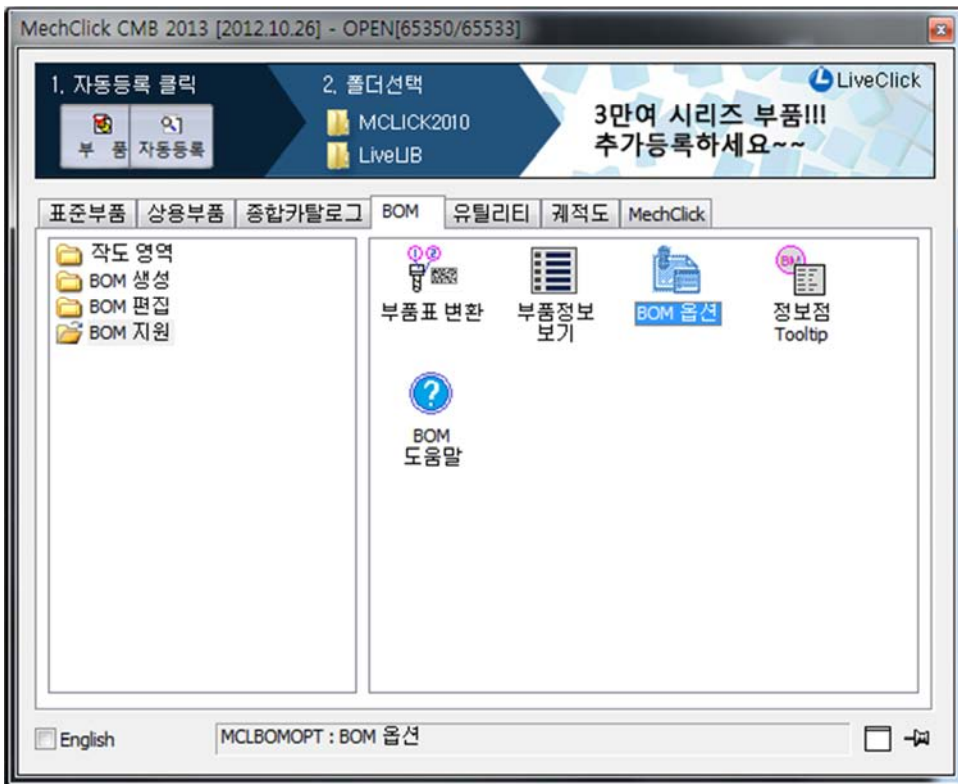 MechClick CMB 2013 [2012.10.26] - OPEN[65350/65533]
1. 자동등록 클릭
부 품 자동등록
2. 폴더선택
MCLICK2010
LiveLIB
LiveClick
3만여 시리즈 부품!!!
추가등록하세요~~
표준부품 상용부품 종합카탈로그 BOM 유틸리티 궤적도 MechClick
작도 영역
BOM 생성
BOM 편집
BOM 지원
① ②
부품표 변환
부품정보
보기
BOM 옵션
BM
정보점
Tooltip
?
BOM
도움말
English
MCLBOMOPT : BOM 옵션